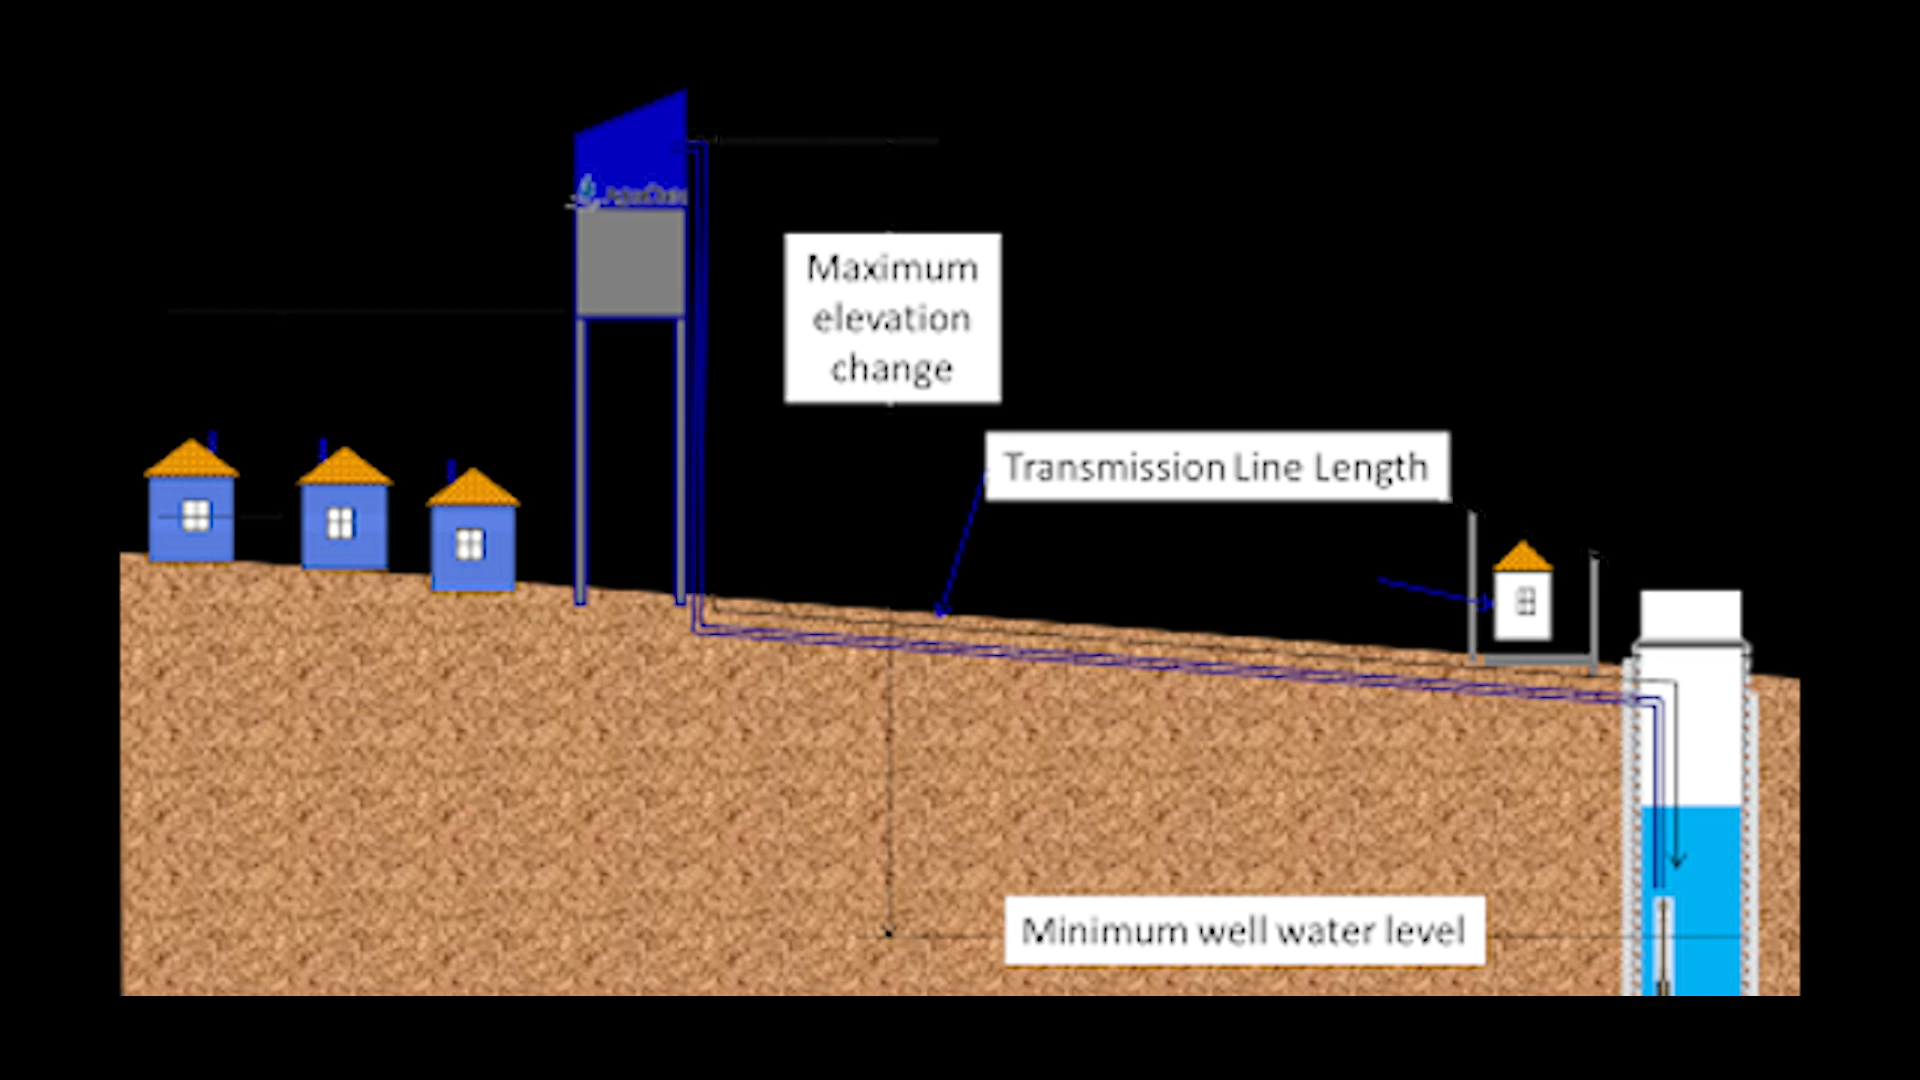 Maximum
elevation
change
Transmission Line Length
Minimum well water level